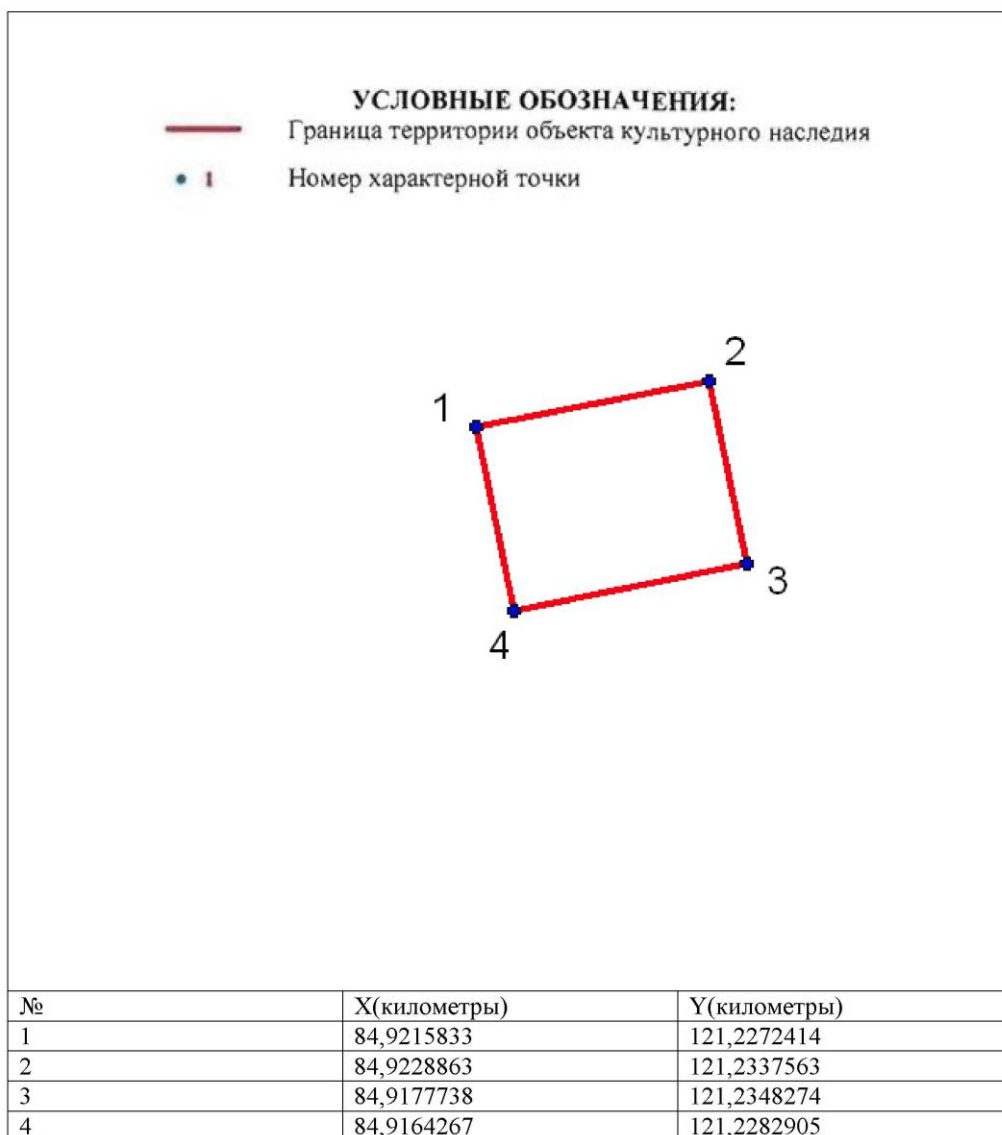 УСЛОВНЫЕ ОБОЗНАЧЕНИЯ:
Граница территории объекта культурного наследия
1 Номер характерной точки
2
1
3
4
№ X(километры) Y(километры)
1 84,9215833 121,2272414
2 84,9228863 121,2337563
3 84,9177738 121,2348274
4 84,9164267 121,2282905